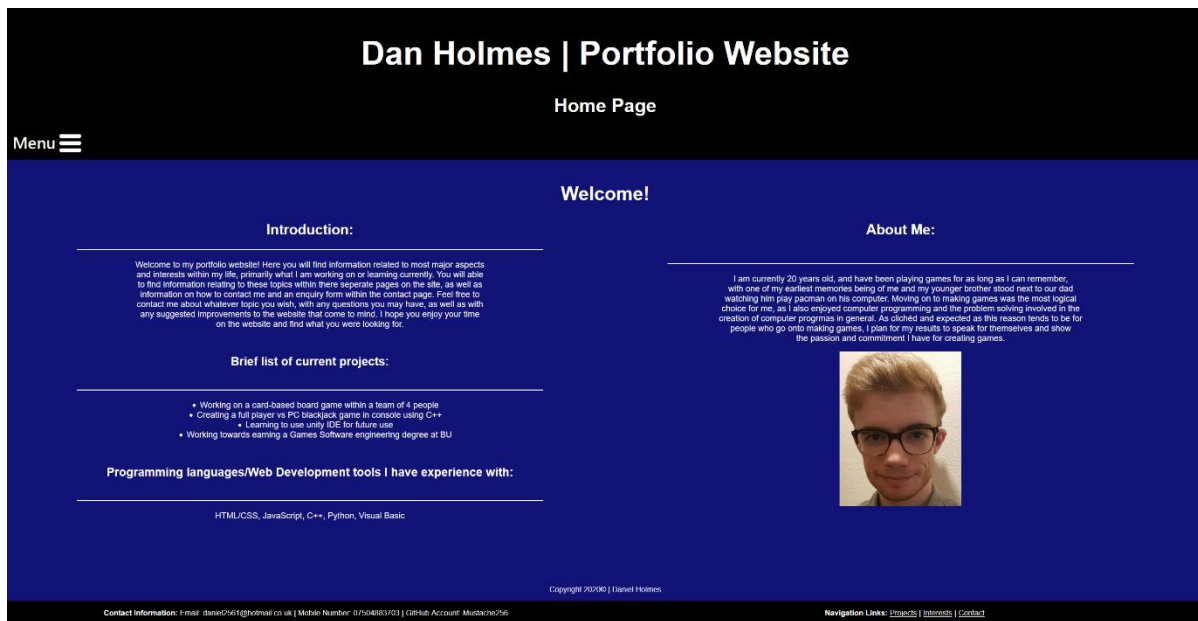 Dan Holmes | Portfolio Website
Home Page
Menu
Welcome!
Introduction:
Welcome to my portfolio website! Here you will find information related to most major aspects
and interests within my life, primarily what I am working on or learning currently. You will able
to find information relating to these topics within there seperate pages on the site, as well as
information on how to contact me and an enquiry form within the contact page. Feel free to
contact me about whatever topic you wish, with any questions you may have, as well as with
any suggested improvements to the website that come to mind. I hope you enjoy your time
on the website and find what you were looking for.
Brief list of current projects:
• Working on a card-based board game within a team of 4 people
• Creating a full player vs PC blackjack game in console using C++
• Learning to use unity IDE for future use
• Working towards earning a Games Software engineering degree at BU
Programming languages/Web Development tools I have experience with:
HTML/CSS, JavaScript, C++, Python, Visual Basic
About Me:
I am currently 20 years old, and have been playing games for as long as I can remember,
with one of my earliest memories being of me and my younger brother stood next to our dad
watching him play pacman on his computer. Moving on to making games was the most logical
choice for me, as I also enjoyed computer programming and the problem solving involved in the
creation of computer progrmas in general. As clichéd and expected as this reason tends to be for
people who go onto making games, I plan for my results to speak for themselves and show
the passion and commitment I have for creating games.
Copyright 2020© | Daniel Holmes
Contact Information: Email: daniel2561@hotmail.co.uk | Mobile Number: 07504883703 | GitHub Account: Mustache256
Navigation Links: Projects | Interests | Contact